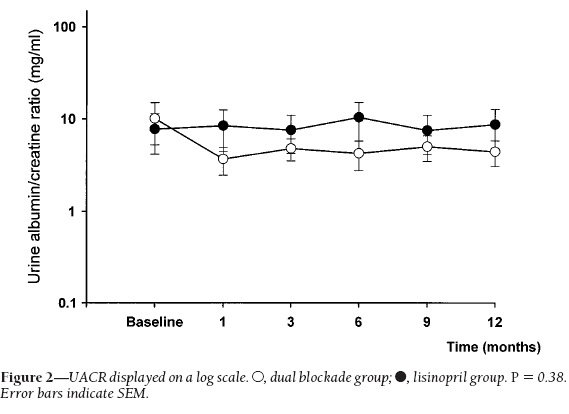 Urine albumin/creatine ratio (mg/ml)
100
10
1
0.1
Baseline 1 3 6 9 12
Time (months)
Figure 2—UACR displayed on a log scale. ○, dual blockade group; ●, lisinopril group. P = 0.38.
Error bars indicate SEM.